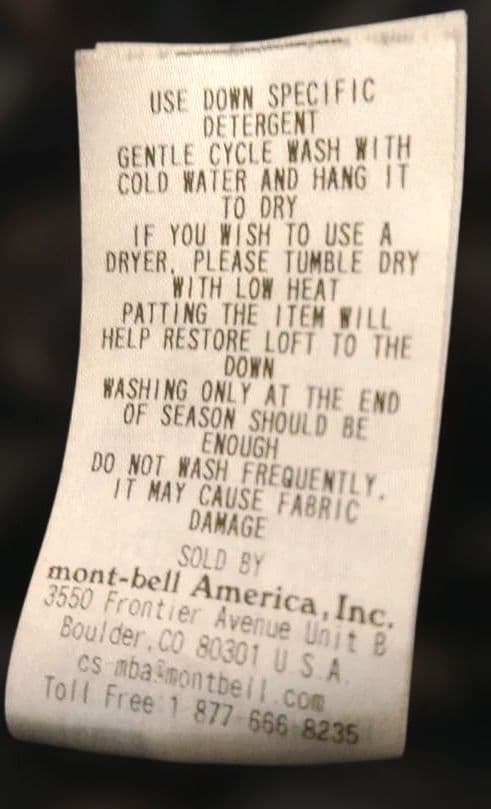 USE DOWN SPECIFIC
DETERGENT
GENTLE CYCLE WASH WITH
COLD WATER AND HANG IT
TO DRY
IF YOU WISH TO USE A
DRYER, PLEASE TUMBLE DRY
WITH LOW HEAT
PATTING THE ITEM WILL
HELP RESTORE LOFT TO THE
DOWN
WASHING ONLY AT THE END
OF SEASON SHOULD BE
ENOUGH
DO NOT WASH FREQUENTLY,
IT MAY CAUSE FABRIC
DAMAGE
SOLD BY
mont-bell America, Inc.
3550 Frontier Avenue Unit B
Boulder, CO 80301 U S A
cs mba@montbell.com
Toll Free 1 877 666 8235